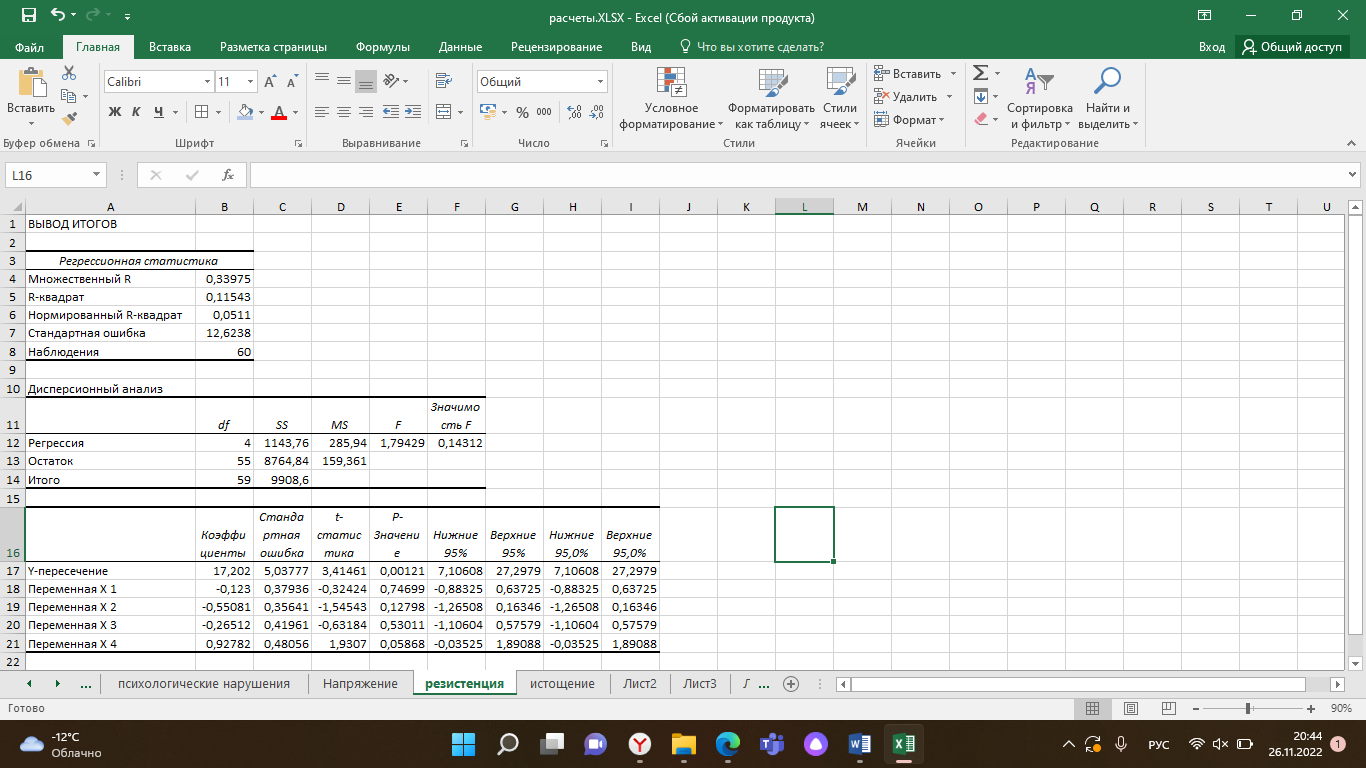 расчеты.XLSX - Excel (Сбой активации продукта)
Файл Главная Вставка Разметка страницы Формулы Данные Рецензирование Вид Что вы хотите сделать? Вход Общий доступ
Вставить
Буфер обмена
Calibri 11
Ж К Ч
Шрифт
Выравнивание
Общий
% 000
Число
Условное форматирование
Форматировать как таблицу
Стили ячеек
Стили
Вставить
Удалить
Формат
Ячейки
Сортировка и фильтр
Найти и выделить
Редактирование
L16 fx
A B C D E F G H I J K L M N O P Q R S T U
1 ВЫВОД ИТОГОВ
2
3 Регрессионная статистика
4 Множественный R 0,33975
5 R-квадрат 0,11543
6 Нормированный R-квадрат 0,0511
7 Стандартная ошибка 12,6238
8 Наблюдения 60
9
10 Дисперсионный анализ
11 df SS MS F Значимость F
12 Регрессия 4 1143,76 285,94 1,79429 0,14312
13 Остаток 55 8764,84 159,361
14 Итого 59 9908,6
15
16 Коэффициенты Стандартная ошибка t-статистика P-Значение Нижние 95% Верхние 95% Нижние 95,0% Верхние 95,0%
17 Y-пересечение 17,202 5,03777 3,41461 0,00121 7,10608 27,2979 7,10608 27,2979
18 Переменная X 1 -0,123 0,37936 -0,32424 0,74699 -0,88325 0,63725 -0,88325 0,63725
19 Переменная X 2 -0,55081 0,35641 -1,54543 0,12798 -1,26508 0,16346 -1,26508 0,16346
20 Переменная X 3 -0,26512 0,41961 -0,63184 0,53011 -1,10604 0,57579 -1,10604 0,57579
21 Переменная X 4 0,92782 0,48056 1,9307 0,05868 -0,03525 1,89088 -0,03525 1,89088
22
... психологические нарушения Напряжение резистенция истощение Лист2 Лист3 ...
Готово 90%
-12°C
Облачно
РУС
20:44
26.11.2022
1